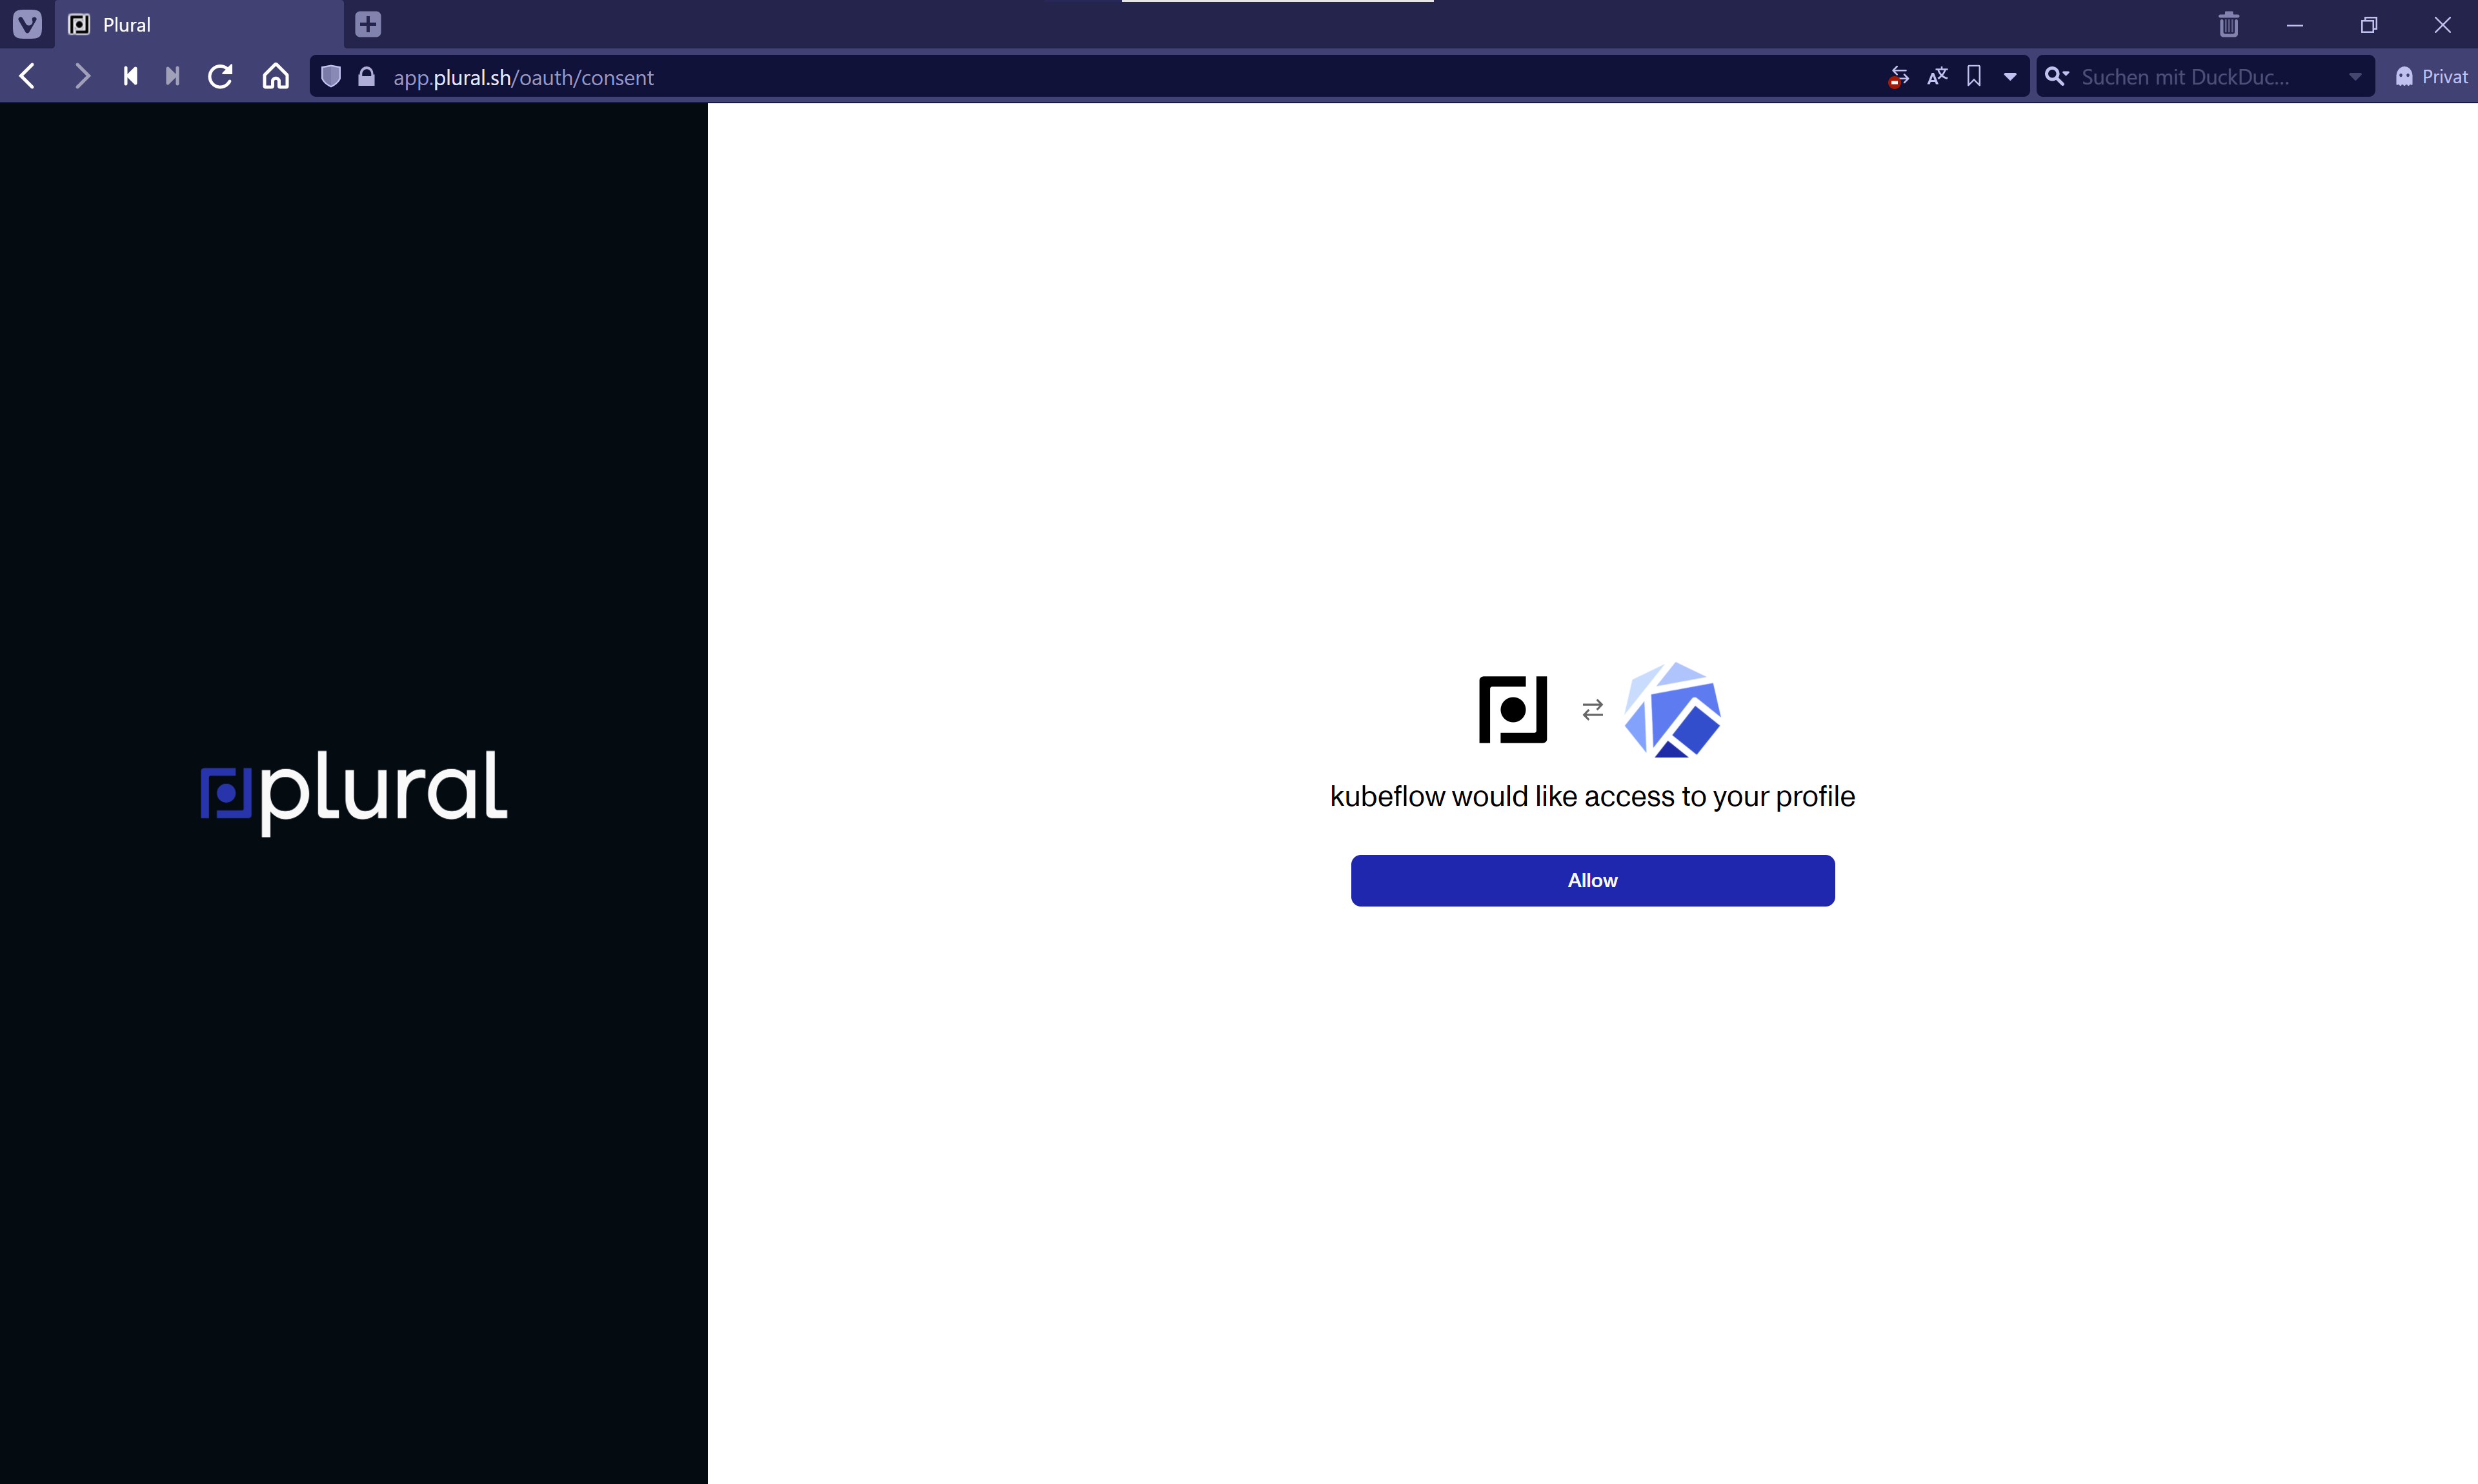 Plural
app.plural.sh/oauth/consent
Suchen mit DuckDuc...
Privat
plural
kubeflow would like access to your profile
Allow